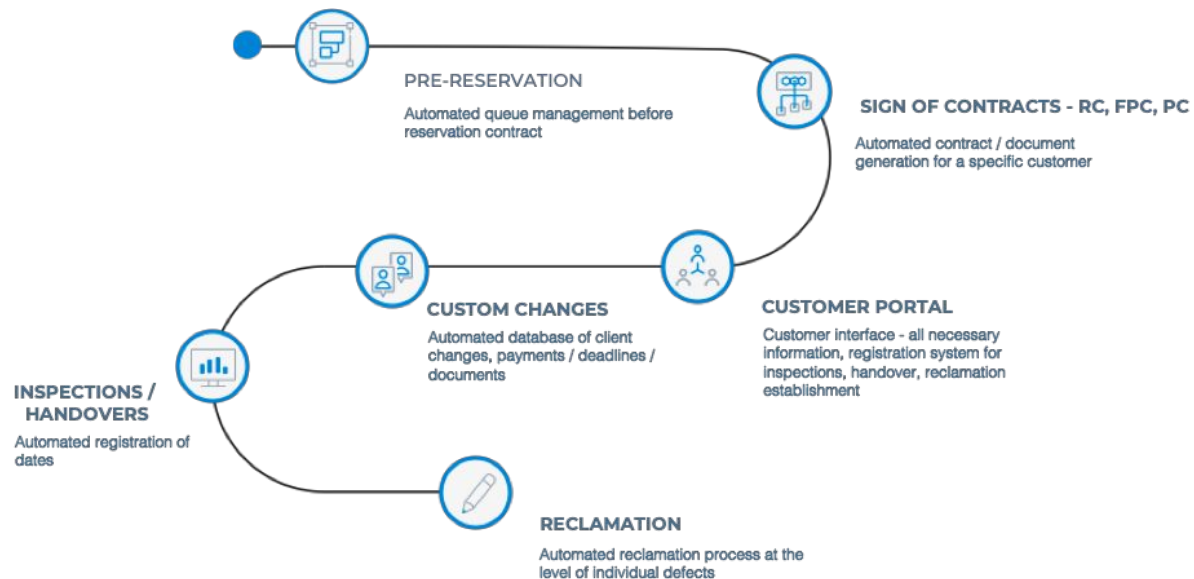 PRE-RESERVATION
Automated queue management before
reservation contract
SIGN OF CONTRACTS - RC, FPC, PC
Automated contract / document
generation for a specific customer
CUSTOMER PORTAL
Customer interface - all necessary
information, registration system for
inspections, handover, reclamation
establishment
CUSTOM CHANGES
Automated database of client
changes, payments / deadlines /
documents
INSPECTIONS /
HANDOVERS
Automated registration of
dates
RECLAMATION
Automated reclamation process at the
level of individual defects